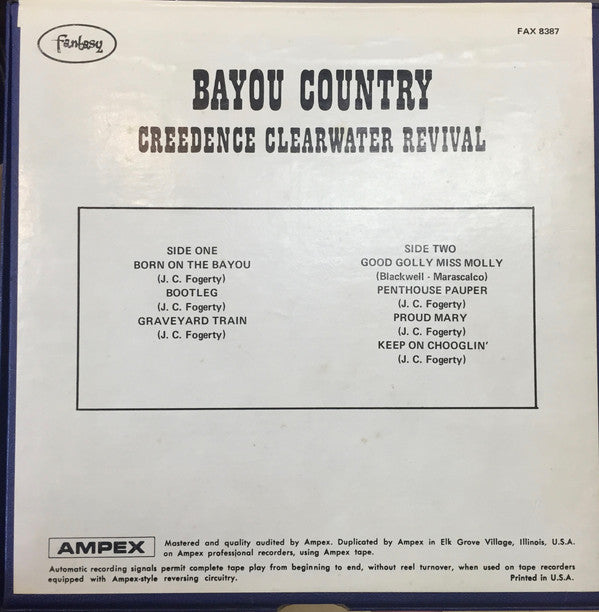 Fantasy
FAX 8387
BAYOU COUNTRY
CREEDENCE CLEARWATER REVIVAL
SIDE ONE
BORN ON THE BAYOU
(J. C. Fogerty)
BOOTLEG
(J. C. Fogerty)
GRAVEYARD TRAIN
(J. C. Fogerty)
SIDE TWO
GOOD GOLLY MISS MOLLY
(Blackwell - Marascalco)
PENTHOUSE PAUPER
(J. C. Fogerty)
PROUD MARY
(J. C. Fogerty)
KEEP ON CHOOGLIN'
(J. C. Fogerty)
AMPEX
Mastered and quality audited by Ampex. Duplicated by Ampex in Elk Grove Village, Illinois, U.S.A.
on Ampex professional recorders, using Ampex tape.
Automatic recording signals permit complete tape play from beginning to end, without reel turnover, when used on tape recorders
equipped with Ampex-style reversing circuitry.
Printed in U.S.A.